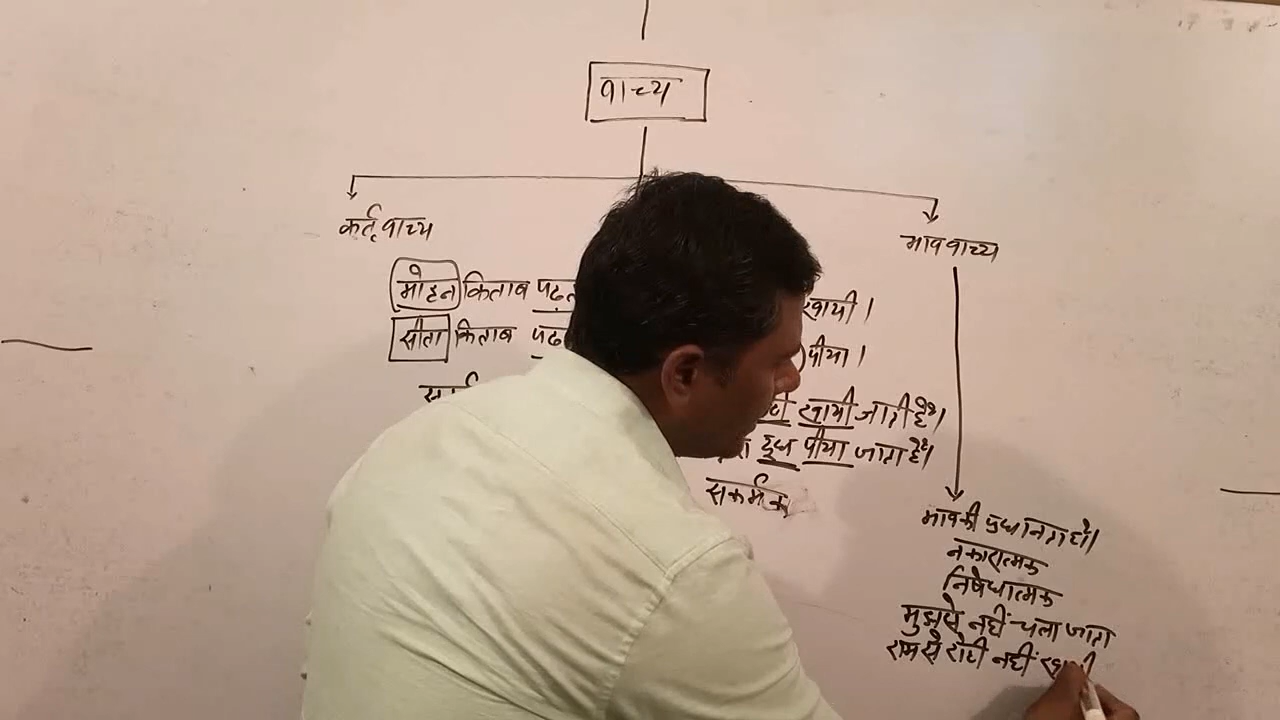 वाच्य
कर्तृवाच्य
भाववाच्य
मोहन किताब
सीता किताब
खायी।
पीया।
खायी जाती है।
दूध पीया जाता है।
सकर्मक
भाव की प्रधानता हो।
नकारात्मक
निषेधात्मक
मुझसे नहीं चला जाता
राम से रोटी नहीं